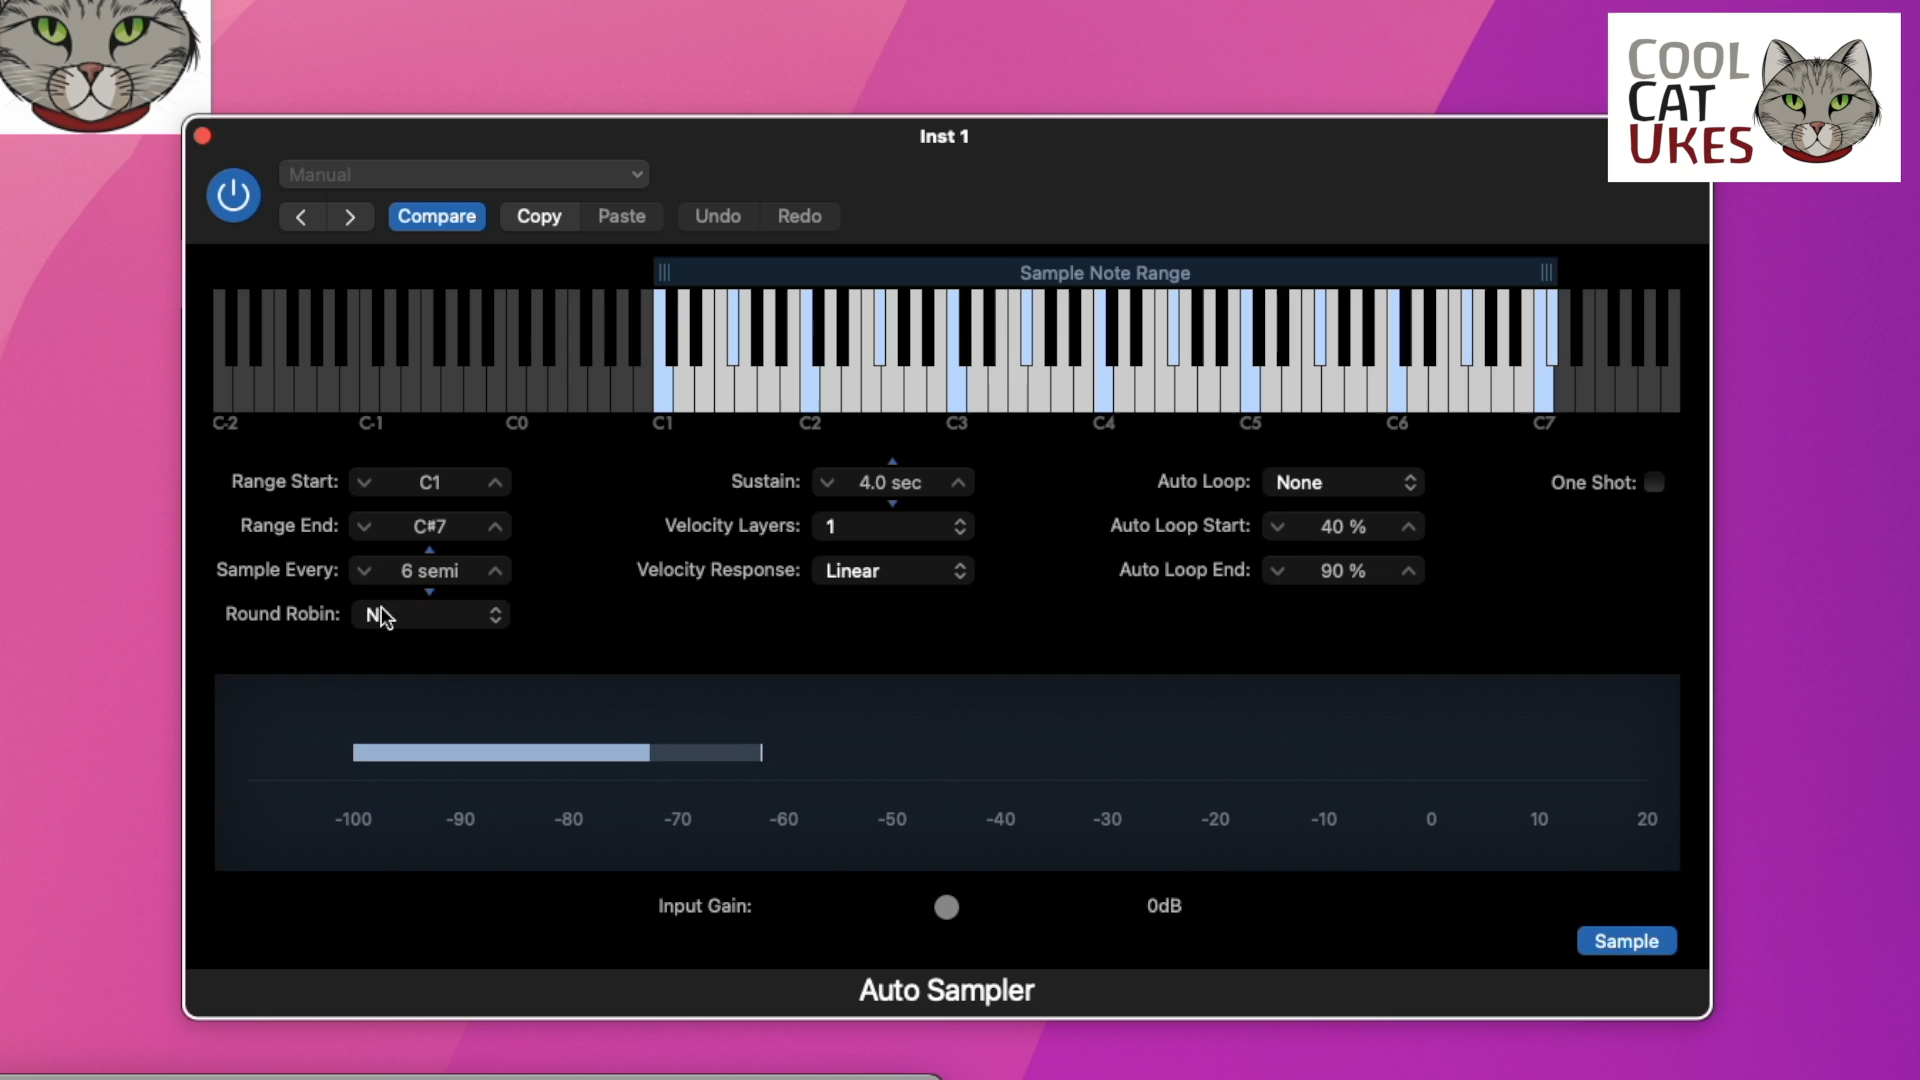 COOL
CAT
UKES
Inst 1
Manual
Compare Copy Paste Undo Redo
Sample Note Range
C-2 C-1 C0 C1 C2 C3 C4 C5 C6 C7
Range Start: C1 Sustain: 4.0 sec Auto Loop: None One Shot:
Range End: C#7 Velocity Layers: 1 Auto Loop Start: 40 %
Sample Every: 6 semi Velocity Response: Linear Auto Loop End: 90 %
Round Robin:
-100 -90 -80 -70 -60 -50 -40 -30 -20 -10 0 10 20
Input Gain: 0dB
Sample
Auto Sampler